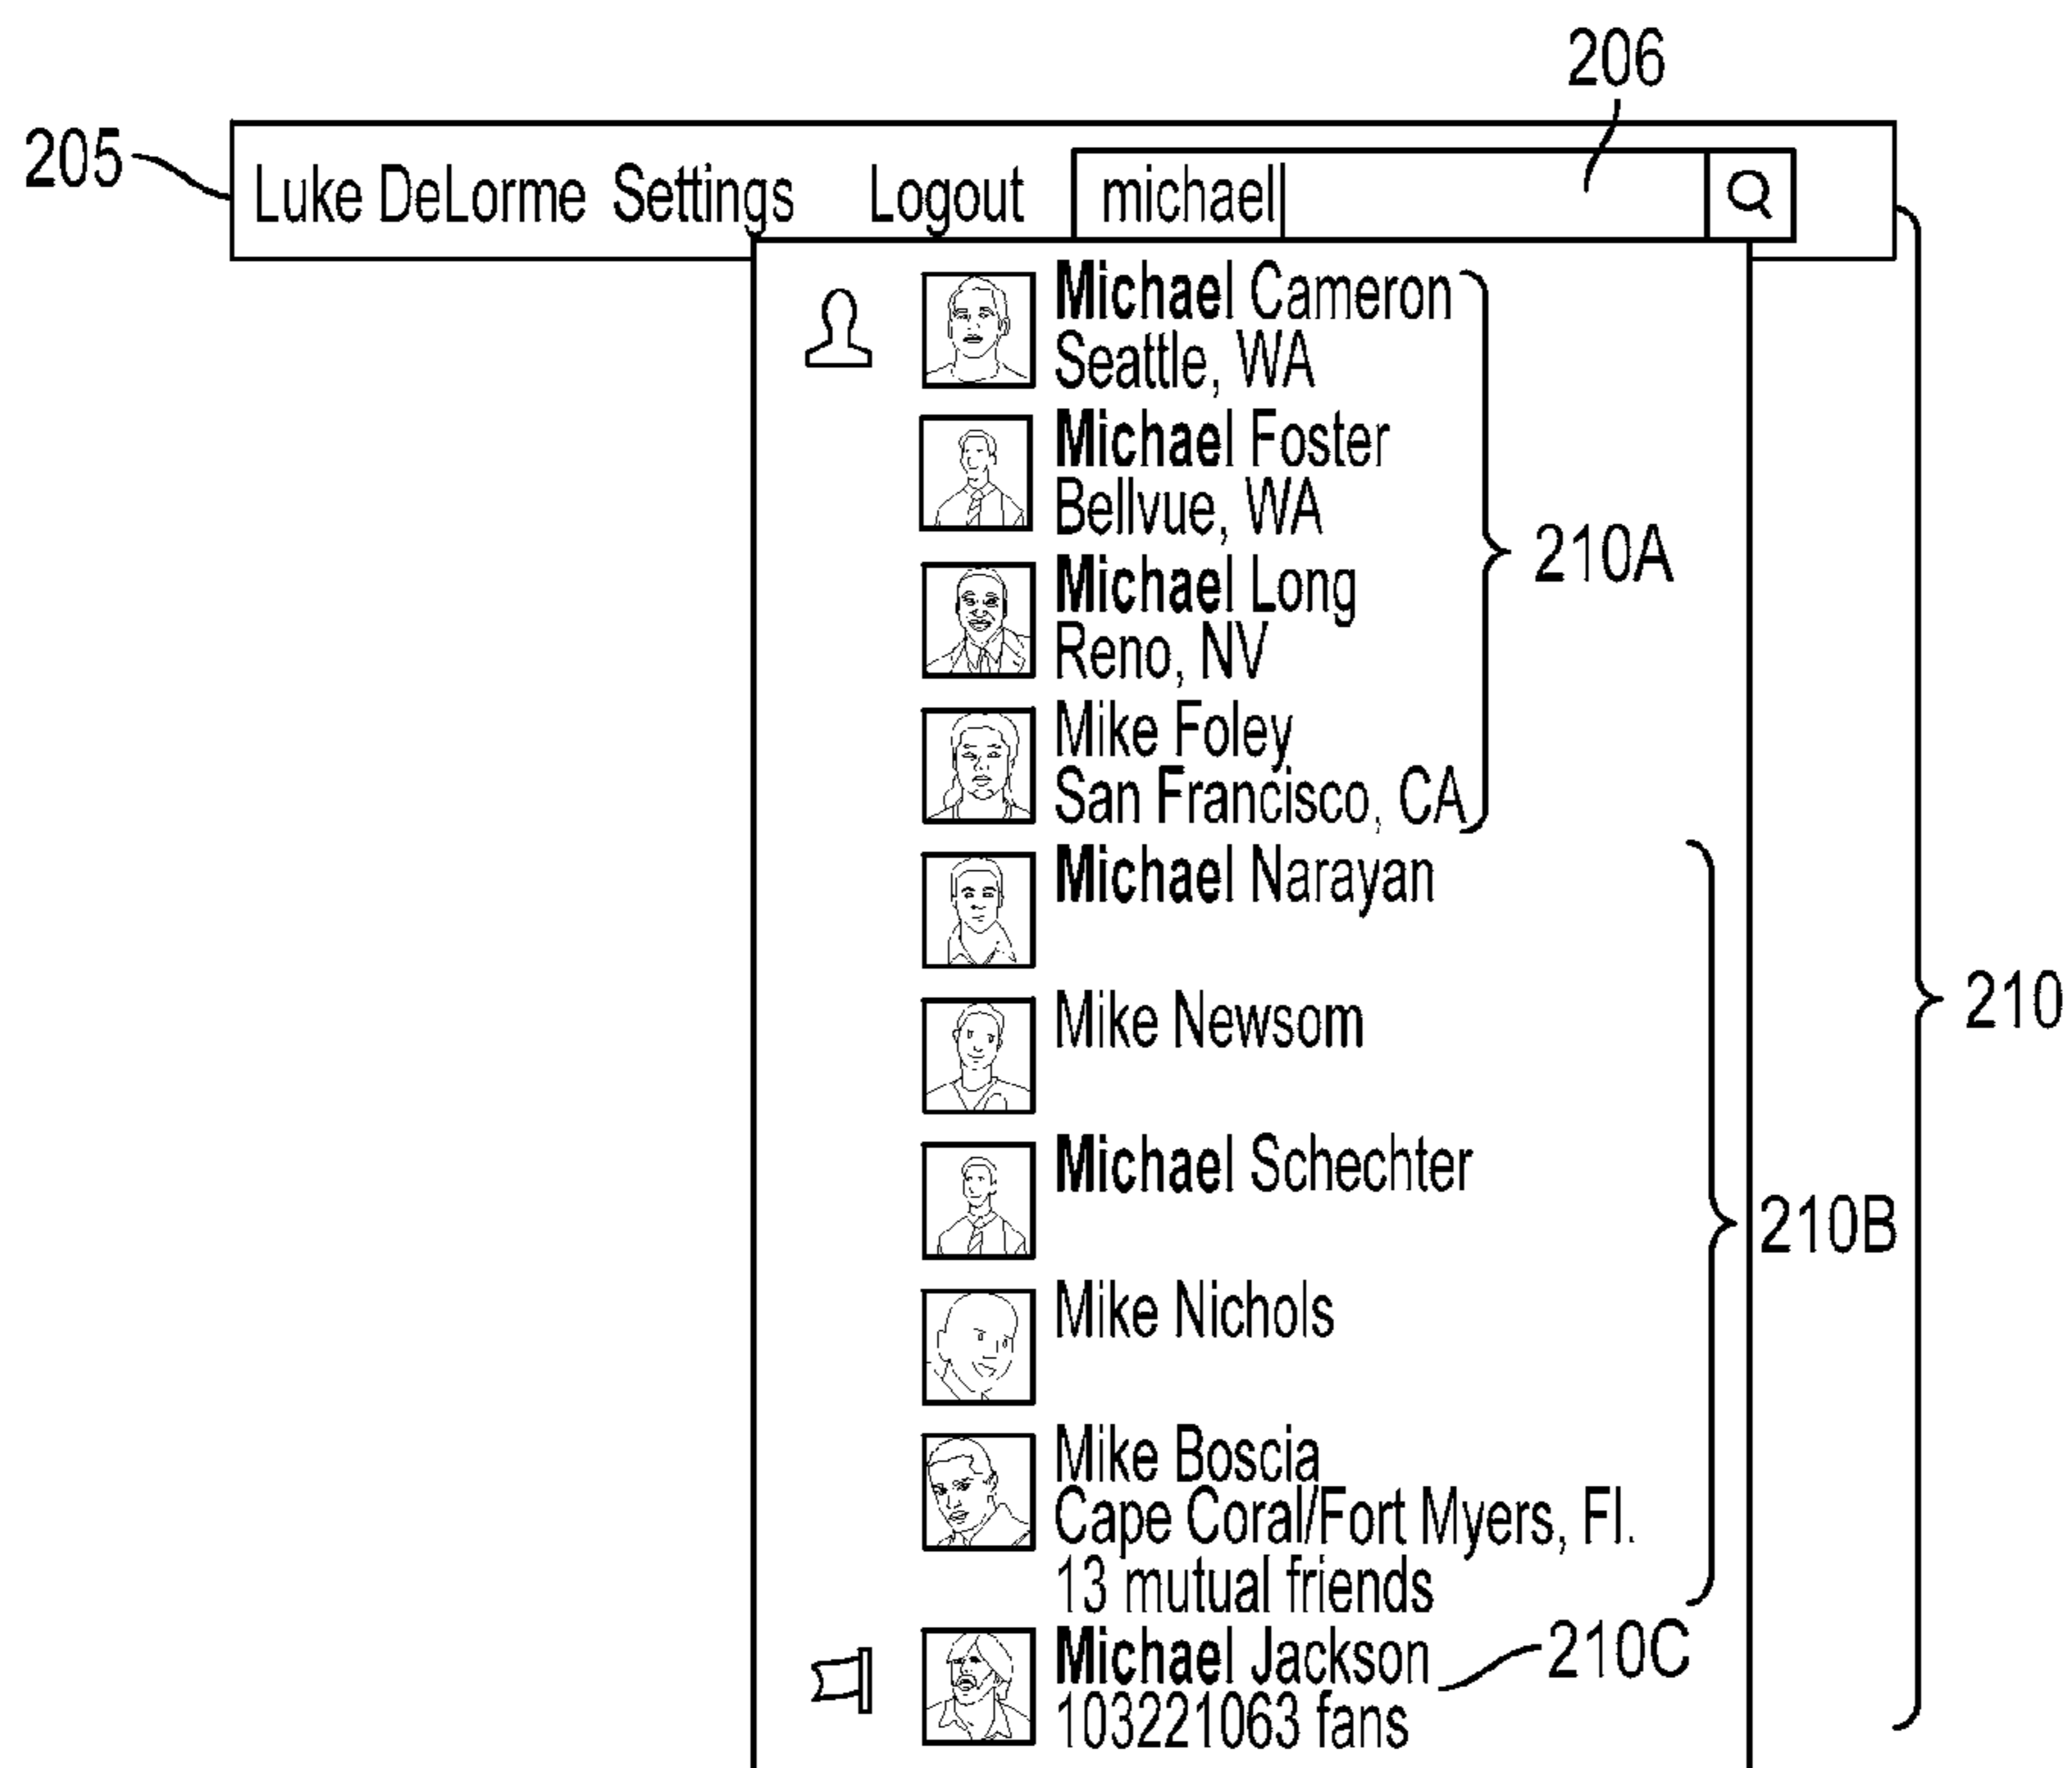 206
205
Luke DeLorme Settings Logout michael
Michael Cameron
Seattle, WA
Michael Foster
Bellvue, WA
210A
Michael Long
Reno, NV
Mike Foley
San Francisco, CA
Michael Narayan
210
Mike Newsom
Michael Schechter
210B
Mike Nichols
Mike Boscia
Cape Coral/Fort Myers, Fl.
13 mutual friends
Michael Jackson
210C
103221063 fans